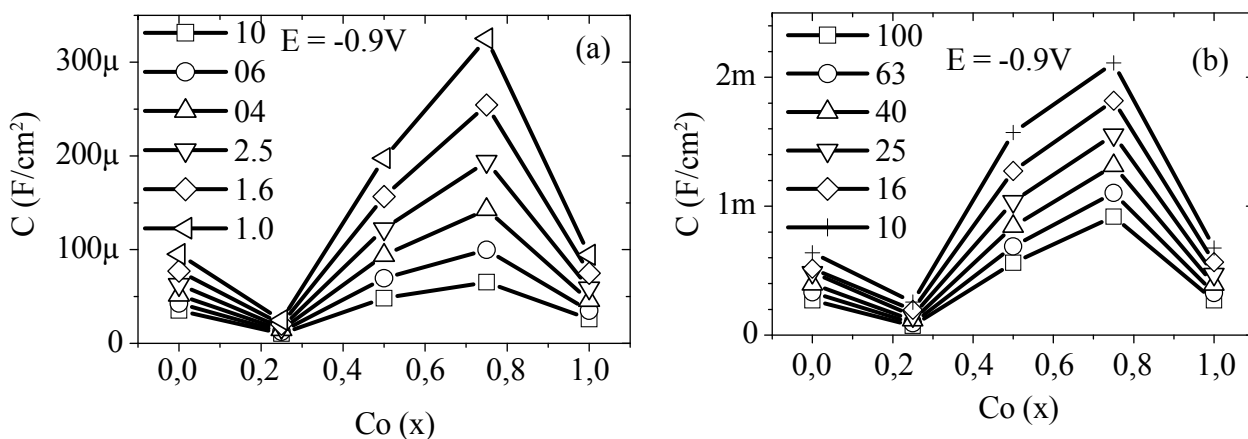 10
06
04
2.5
1.6
1.0
E = -0.9V
(a)
300µ
200µ
100µ
0
C (F/cm²)
0,0 0,2 0,4 0,6 0,8 1,0
Co (x)
100
63
40
25
16
10
E = -0.9V
(b)
2m
1m
0
C (F/cm²)
0,0 0,2 0,4 0,6 0,8 1,0
Co (x)